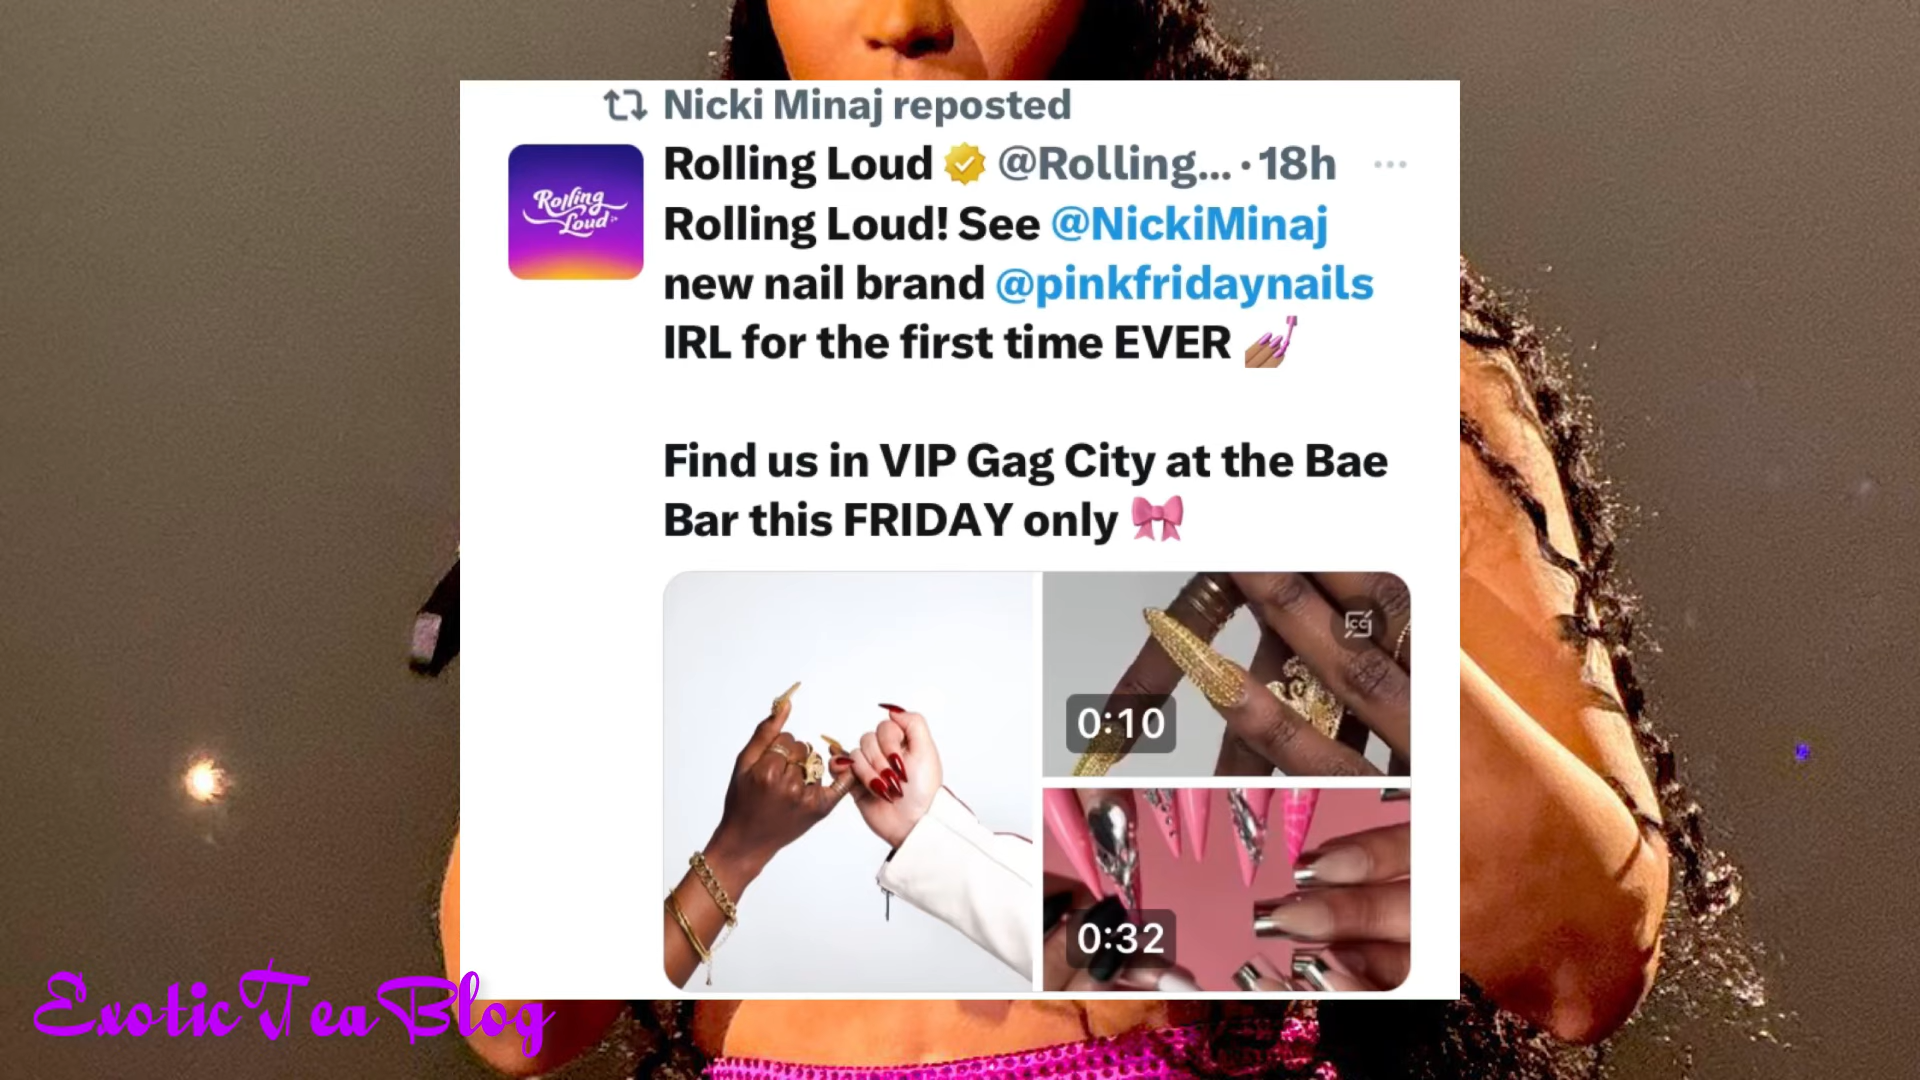 Nicki Minaj reposted
Rolling Loud @Rolling... · 18h ...
Rolling Loud! See @NickiMinaj
new nail brand @pinkfridaynails
IRL for the first time EVER 💅🏽
Find us in VIP Gag City at the Bae
Bar this FRIDAY only 🎀
Rolling
Loud
CC
0:10
0:32
ExoticTeaBlog